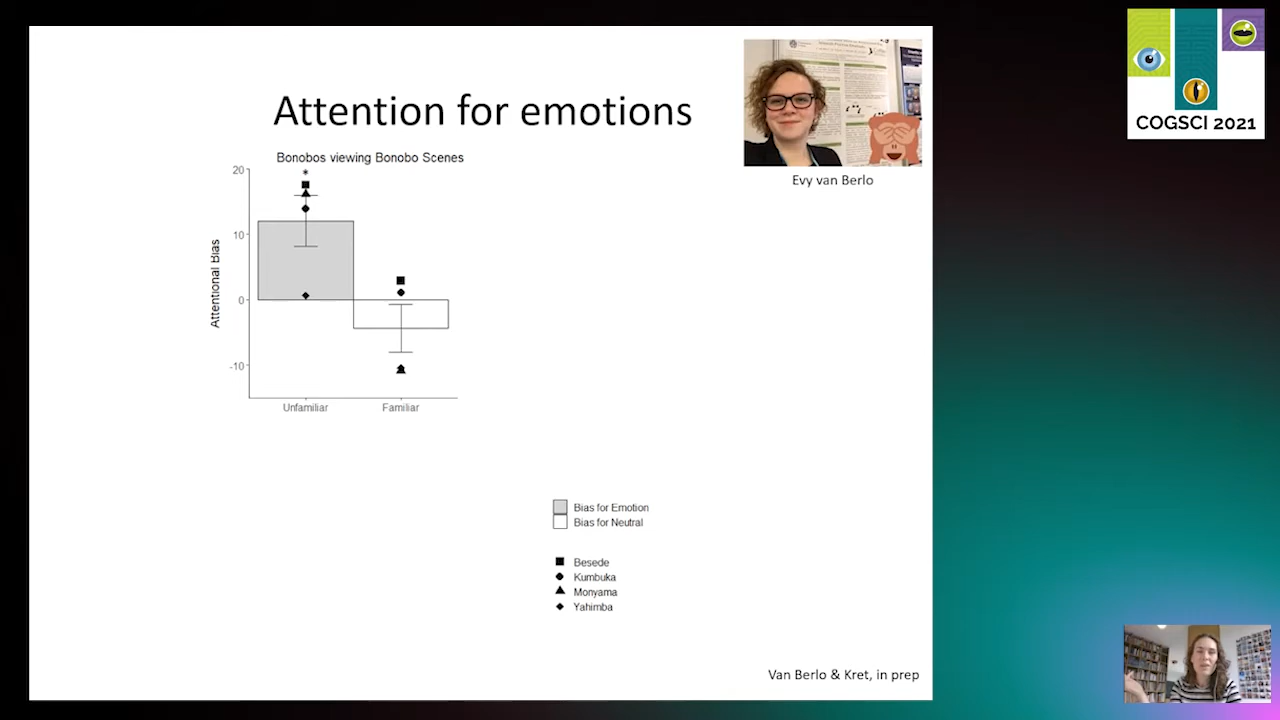 COGSCI 2021
Attention for emotions
Evy van Berlo
Bonobos viewing Bonobo Scenes
*
20
10
0
-10
Attentional Bias
Unfamiliar
Familiar
Bias for Emotion
Bias for Neutral
Besede
Kumbuka
Monyama
Yahimba
Van Berlo & Kret, in prep